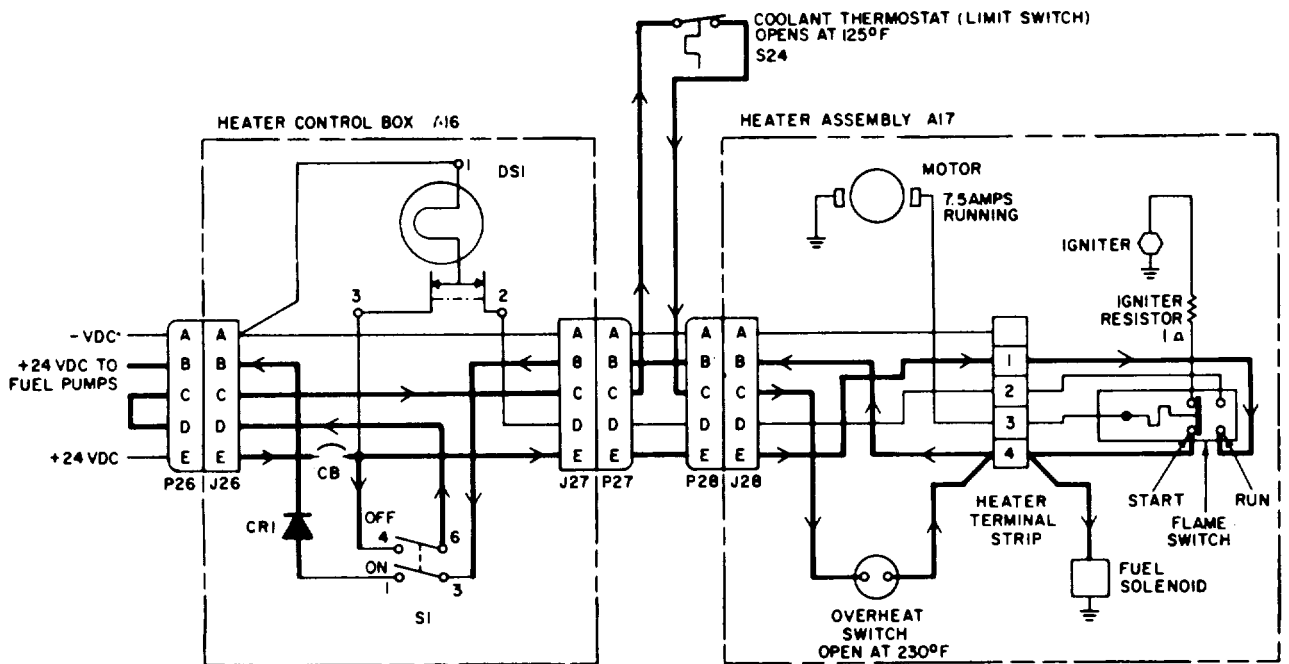 COOLANT THERMOSTAT (LIMIT SWITCH)
OPENS AT 125°F
S24
HEATER CONTROL BOX A16
HEATER ASSEMBLY A17
1
DS1
MOTOR
7.5 AMPS
RUNNING
IGNITER
IGNITER
RESISTOR
1 Ω
3
2
-VDC
+24 VDC TO
FUEL PUMPS
+24 VDC
A A
B B
C C
D D
E E
P26 J26
CB
CR1
OFF
4 6
ON
1 3
S1
A A
B B
C C
D D
E E
J27 P27
A A
B B
C C
D D
E E
P28 J28
1
2
3
4
HEATER
TERMINAL
STRIP
START RUN
FLAME
SWITCH
FUEL
SOLENOID
OVERHEAT
SWITCH
OPEN AT 230°F